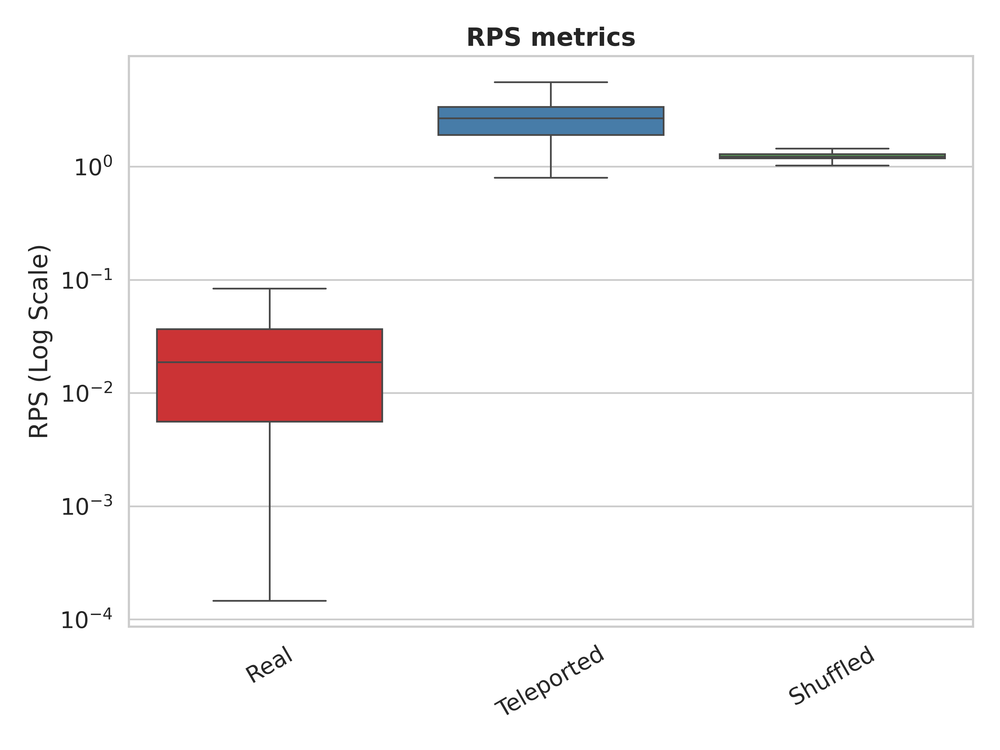 RPS metrics
RPS (Log Scale)
10⁰
10⁻¹
10⁻²
10⁻³
10⁻⁴
Real
Teleported
Shuffled